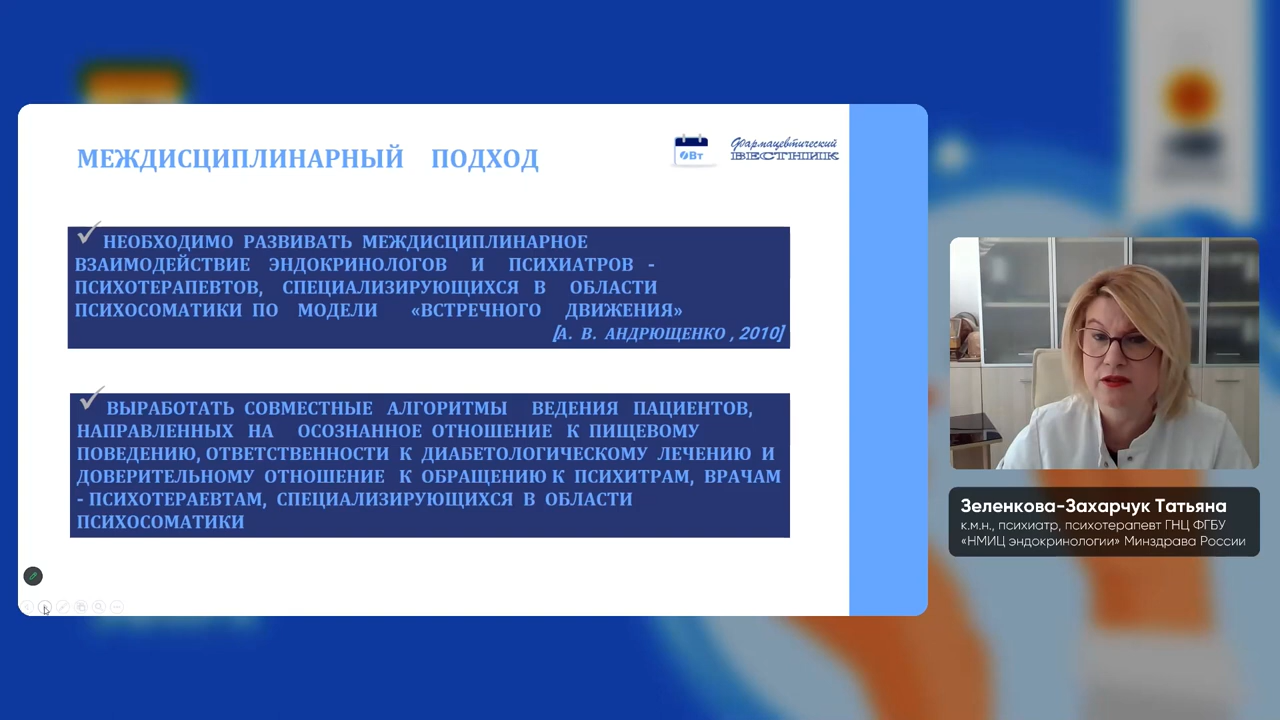 МЕЖДИСЦИПЛИНАРНЫЙ ПОДХОД
Вт
Фармацевтический
ВЕСТНИК
НЕОБХОДИМО РАЗВИВАТЬ МЕЖДИСЦИПЛИНАРНОЕ
ВЗАИМОДЕЙСТВИЕ ЭНДОКРИНОЛОГОВ И ПСИХИАТРОВ -
ПСИХОТЕРАПЕВТОВ, СПЕЦИАЛИЗИРУЮЩИХСЯ В ОБЛАСТИ
ПСИХОСОМАТИКИ ПО МОДЕЛИ «ВСТРЕЧНОГО ДВИЖЕНИЯ»
[А. В. АНДРЮЩЕНКО , 2010]
ВЫРАБОТАТЬ СОВМЕСТНЫЕ АЛГОРИТМЫ ВЕДЕНИЯ ПАЦИЕНТОВ,
НАПРАВЛЕННЫХ НА ОСОЗНАННОЕ ОТНОШЕНИЕ К ПИЩЕВОМУ
ПОВЕДЕНИЮ, ОТВЕТСТВЕННОСТИ К ДИАБЕТОЛОГИЧЕСКОМУ ЛЕЧЕНИЮ И
ДОВЕРИТЕЛЬНОМУ ОТНОШЕНИЕ К ОБРАЩЕНИЮ К ПСИХИТРАМ, ВРАЧАМ
- ПСИХОТЕРАЕВТАМ, СПЕЦИАЛИЗИРУЮЩИХСЯ В ОБЛАСТИ
ПСИХОСОМАТИКИ
Зеленкова-Захарчук Татьяна
к.м.н., психиатр, психотерапевт ГНЦ ФГБУ
«НМИЦ эндокринологии» Минздрава России